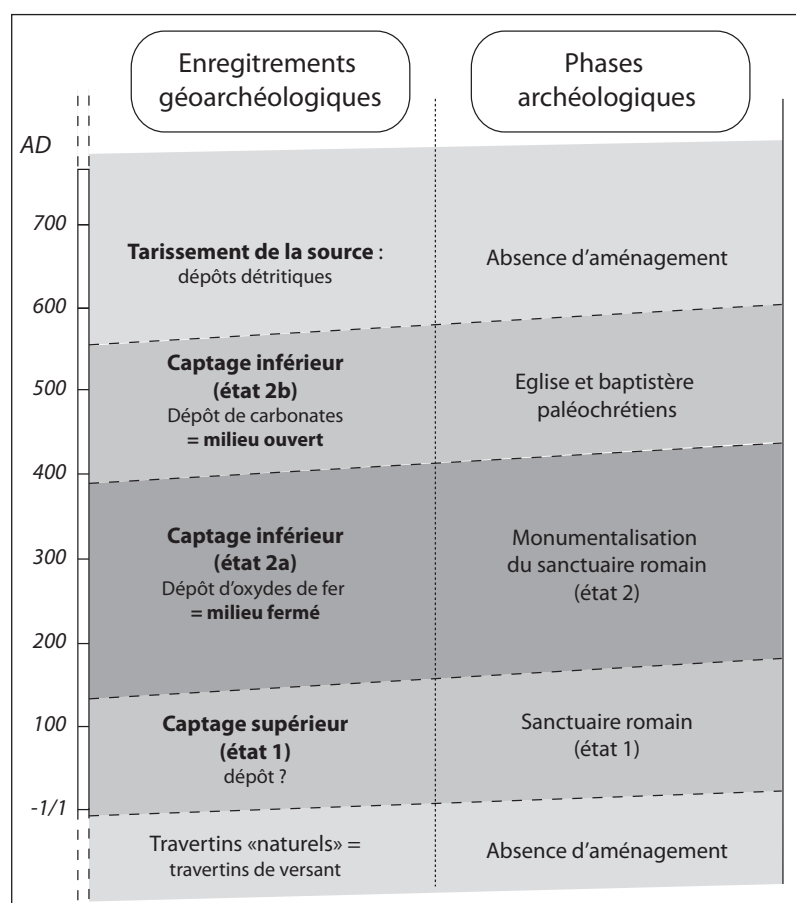 Enregitrements
géoarchéologiques
Phases
archéologiques
AD
700
Tarissement de la source :
dépôts détritiques
Absence d'aménagement
600
500
Captage inférieur
(état 2b)
Dépôt de carbonates
= milieu ouvert
Eglise et baptistère
paléochrétiens
400
300
Captage inférieur
(état 2a)
Dépôt d'oxydes de fer
= milieu fermé
Monumentalisation
du sanctuaire romain
(état 2)
200
100
Captage supérieur
(état 1)
dépôt ?
Sanctuaire romain
(état 1)
-1/1
Travertins «naturels» =
travertins de versant
Absence d'aménagement